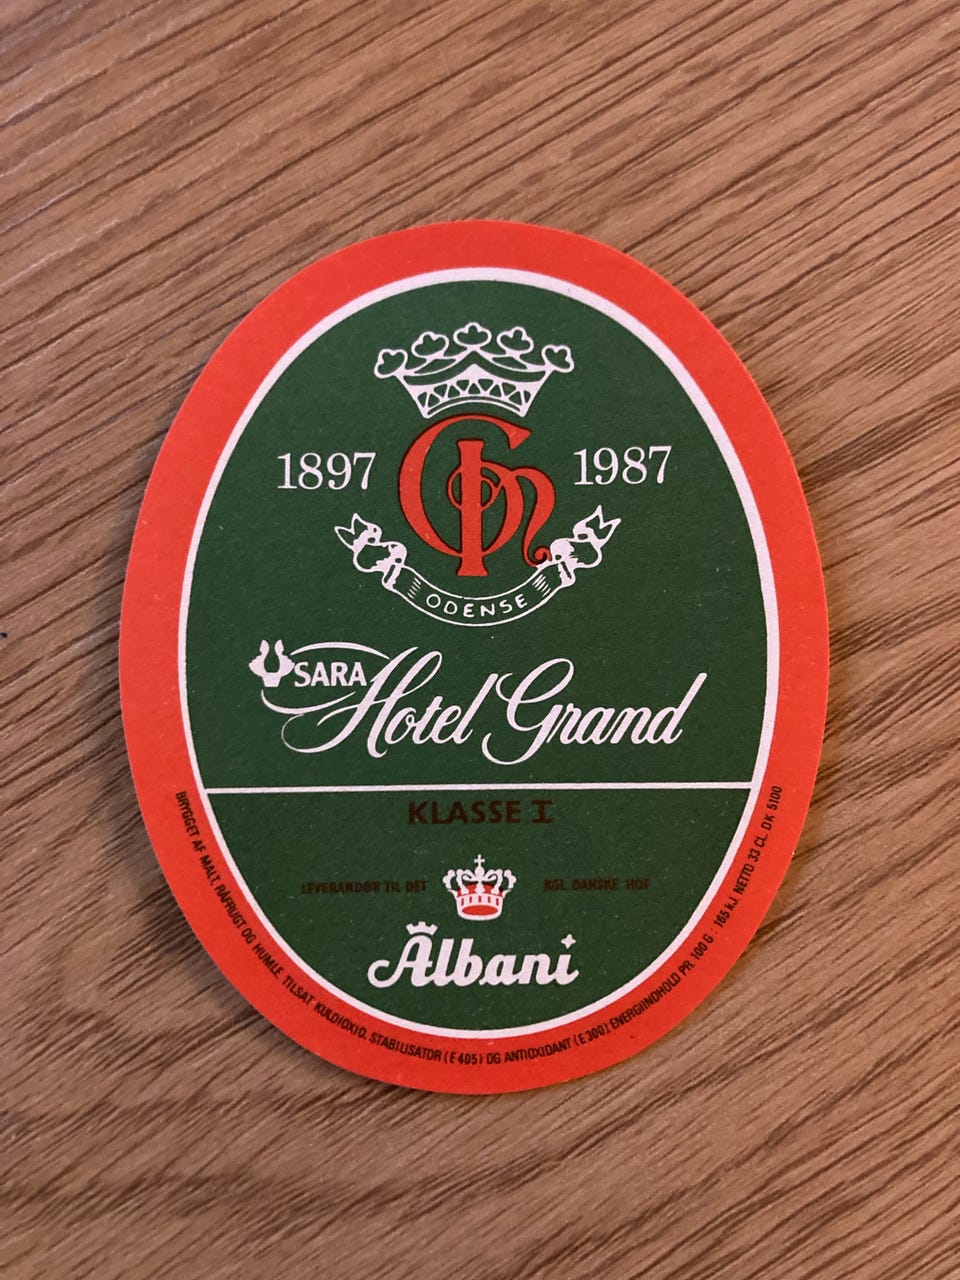 1897 GH 1987
ODENSE
SARA Hotel Grand
KLASSE I
LEVERANDØR TIL DET KGL. DANSKE HOF
Albani
BRYGGET AF MALT, RÅFRUGT OG HUMLE. TILSAT KULDIOXID, STABILISATOR (E 405) OG ANTIOXIDANT (E 300) ENERGIINDHOLD PR. 100 G : 165 kJ. NETTO 33 CL. DK 5100